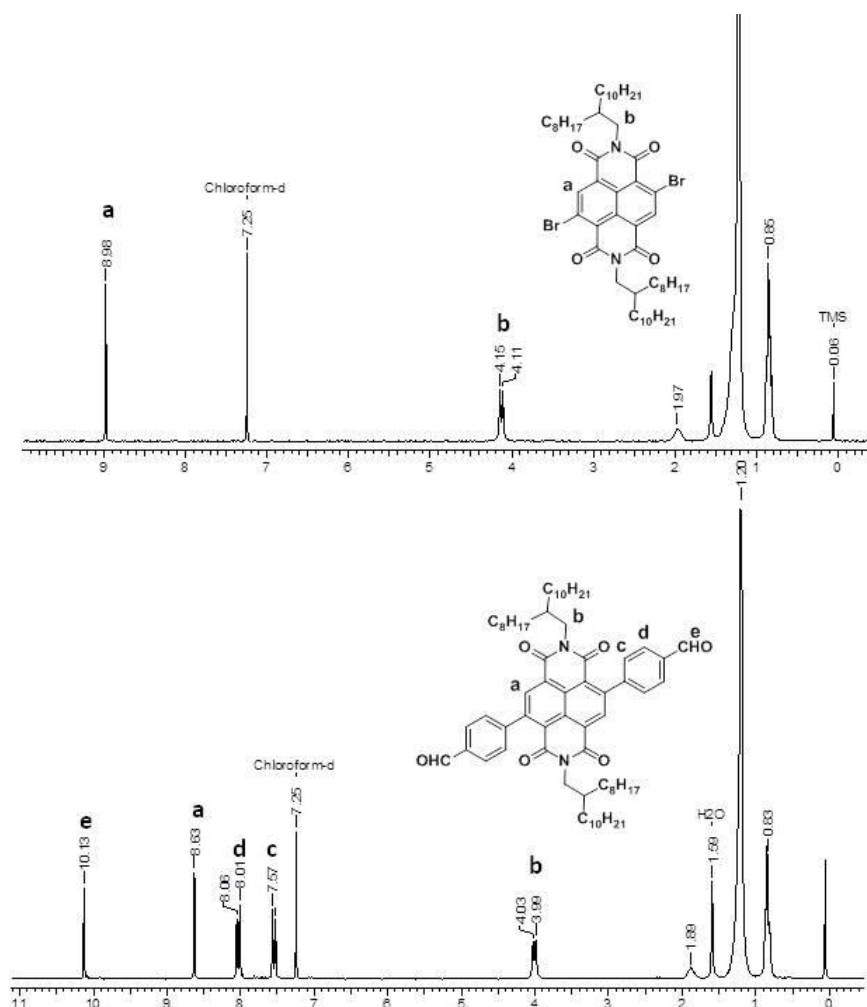 C10H21
C8H17
b
O N O
a
Br
Br
O N O
C8H17
C10H21
Chloroform-d
a
8.98
7.25
b
4.15
4.11
1.97
0.85
TMS
0.06
9 8 7 6 5 4 3 2 1 0
1.20
C10H21
C8H17
b
d e
c CHO
O N O
a
OHC
O N O
C8H17
C10H21
Chloroform-d
H2O
e
10.13
a
8.63
d
8.06
8.01
c
7.57
7.25
b
4.03
3.99
1.89
1.59
0.83
11 10 9 8 7 6 5 4 3 2 1 0